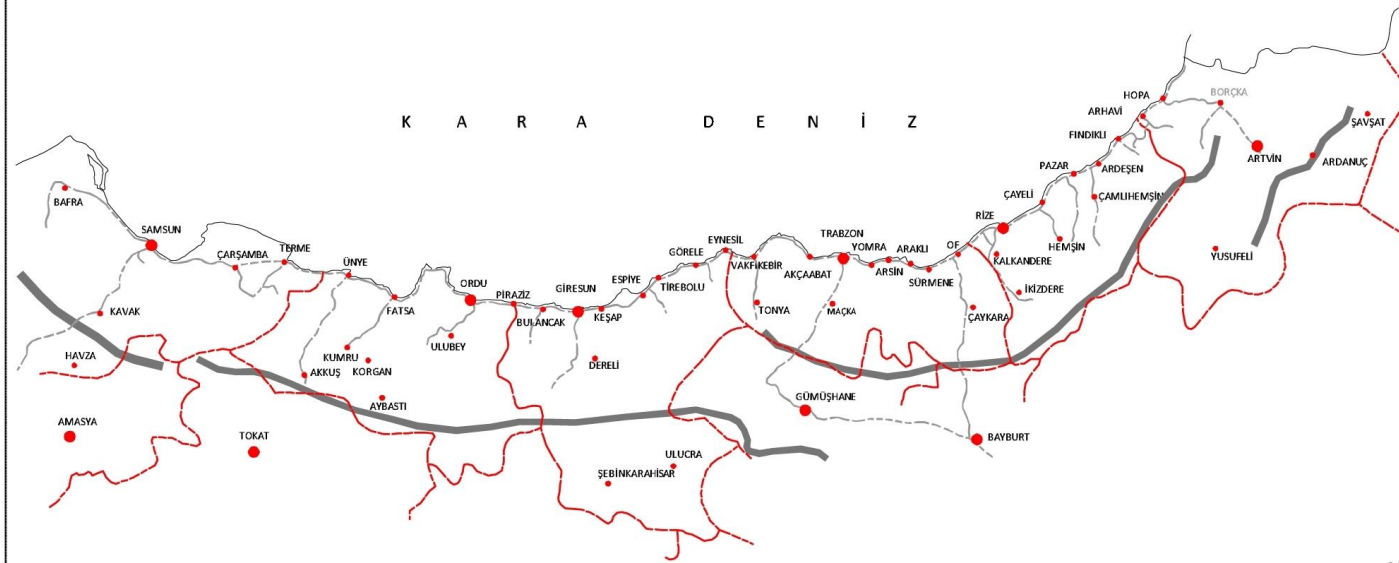 K A R A D E N İ Z
HOPA
BORÇKA
ARHAVİ
ŞAVŞAT
FINDIKLI
ARTVİN
ARDANUÇ
PAZAR
ARDEŞEN
ÇAYELİ
ÇAMLIHEMŞİN
BAFRA
RİZE
SAMSUN
TRABZON
EYNESİL
YOMRA
OF
HEMŞİN
TERME
GÖRELE
ARAKLI
YUSUFELİ
ÇARŞAMBA
ÜNYE
VAKFIKEBİR
KALKANDERE
AKÇAABAT
ARSİN
ESPİYE
SÜRMENE
ORDU
GİRESUN
TİREBOLU
İKİZDERE
PİRAZİZ
KAVAK
FATSA
BULANCAK
KEŞAP
TONYA
MAÇKA
ÇAYKARA
ULUBEY
HAVZA
KUMRU
DERELİ
AKKUŞ
KORGAN
GÜMÜŞHANE
AYBASTI
AMASYA
TOKAT
BAYBURT
ULUCRA
ŞEBİNKARAHİSAR